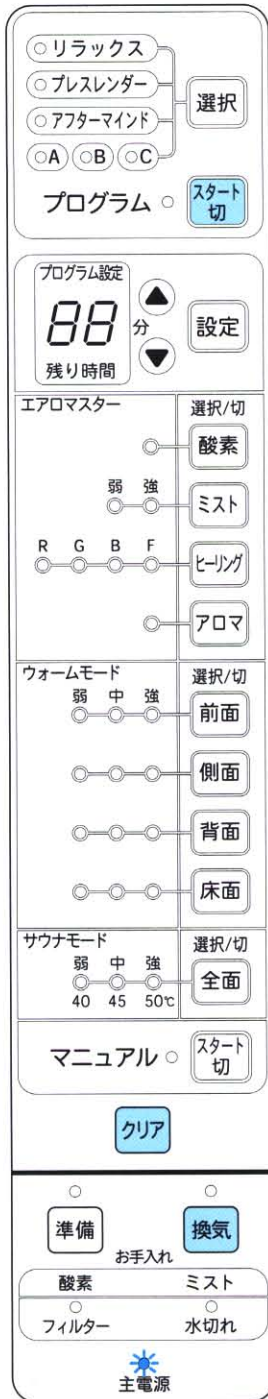 リラックス
プレスレンダー
アフターマインド
選択
A B C
プログラム スタート
切
プログラム設定
88 分
設定
残り時間
エアロマスター 選択/切
酸素
弱 強
ミスト
R G B F
ヒーリング
アロマ
ウォームモード 選択/切
弱 中 強
前面
側面
背面
床面
サウナモード 選択/切
弱 中 強
全面
40 45 50℃
マニュアル スタート
切
クリア
準備 換気
お手入れ
酸素 ミスト
フィルター 水切れ
主電源